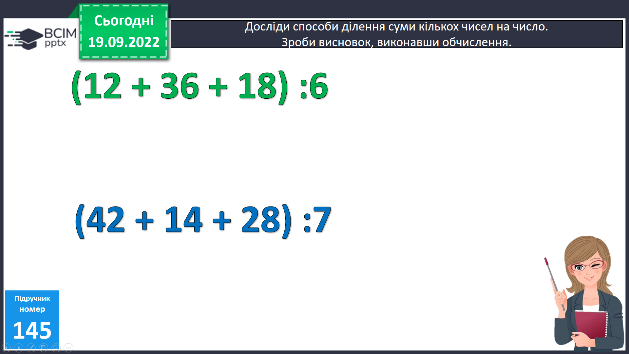 BCIM
pptx
Сьогодні
19.09.2022
Досліди способи ділення суми кількох чисел на число.
Зроби висновок, виконавши обчислення.
(12 + 36 + 18) :6
(42 + 14 + 28) :7
Підручник
номер
145